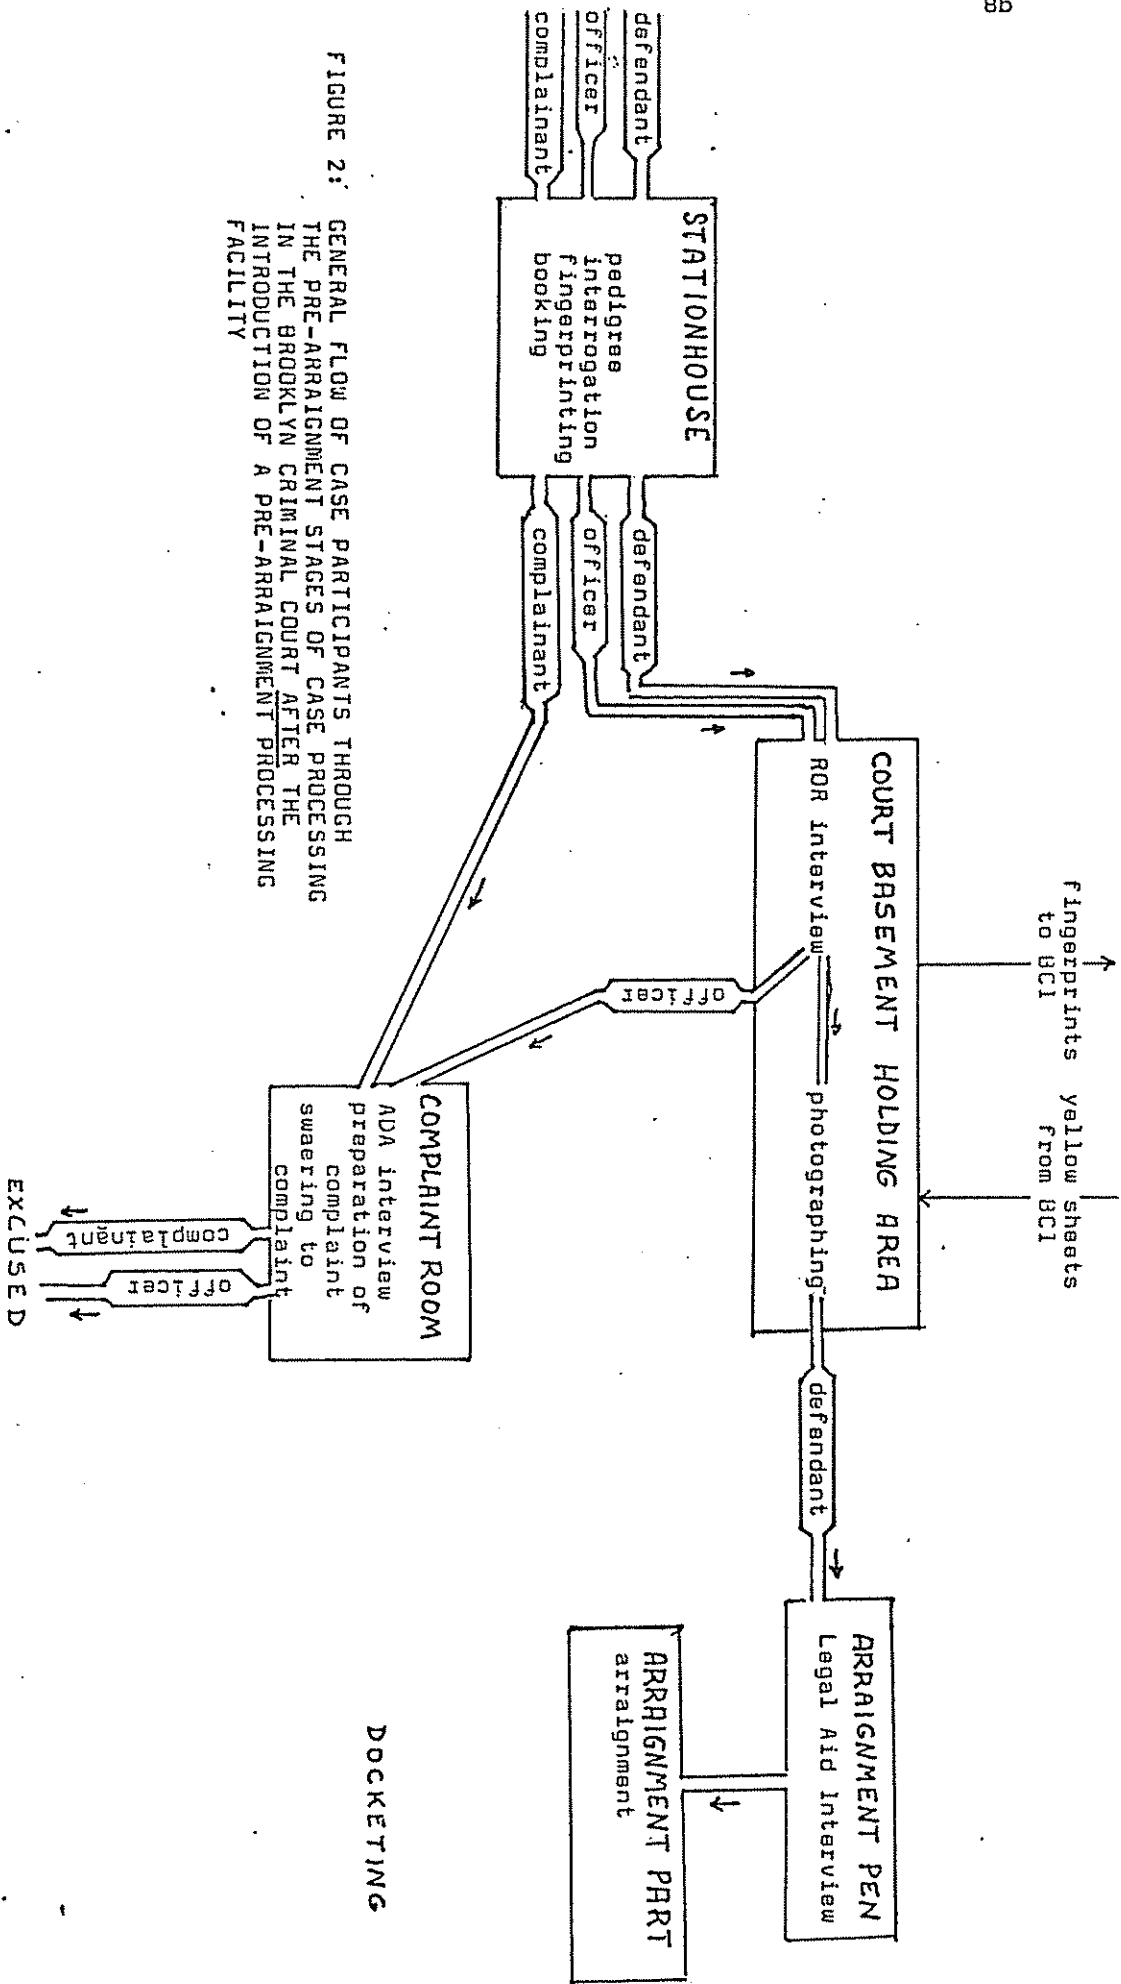 8b
defendant
officer
complainant
STATIONHOUSE
pedigree
interrogation
fingerprinting
booking
defendant
officer
complainant
fingerprints
to BCI
yellow sheets
from BCI
COURT BASEMENT HOLDING AREA
ROR interview
photographing
officer
COMPLAINT ROOM
ADA interview
preparation of
complaint
swaering to
complaint
complainant
officer
EXCUSED
defendant
ARRAIGNMENT PEN
Legal Aid Interview
ARRAIGNMENT PART
arraignment
DOCKETING
FIGURE 2: GENERAL FLOW OF CASE PARTICIPANTS THROUGH
THE PRE-ARRAIGNMENT STAGES OF CASE PROCESSING
IN THE BROOKLYN CRIMINAL COURT AFTER THE
INTRODUCTION OF A PRE-ARRAIGNMENT PROCESSING
FACILITY